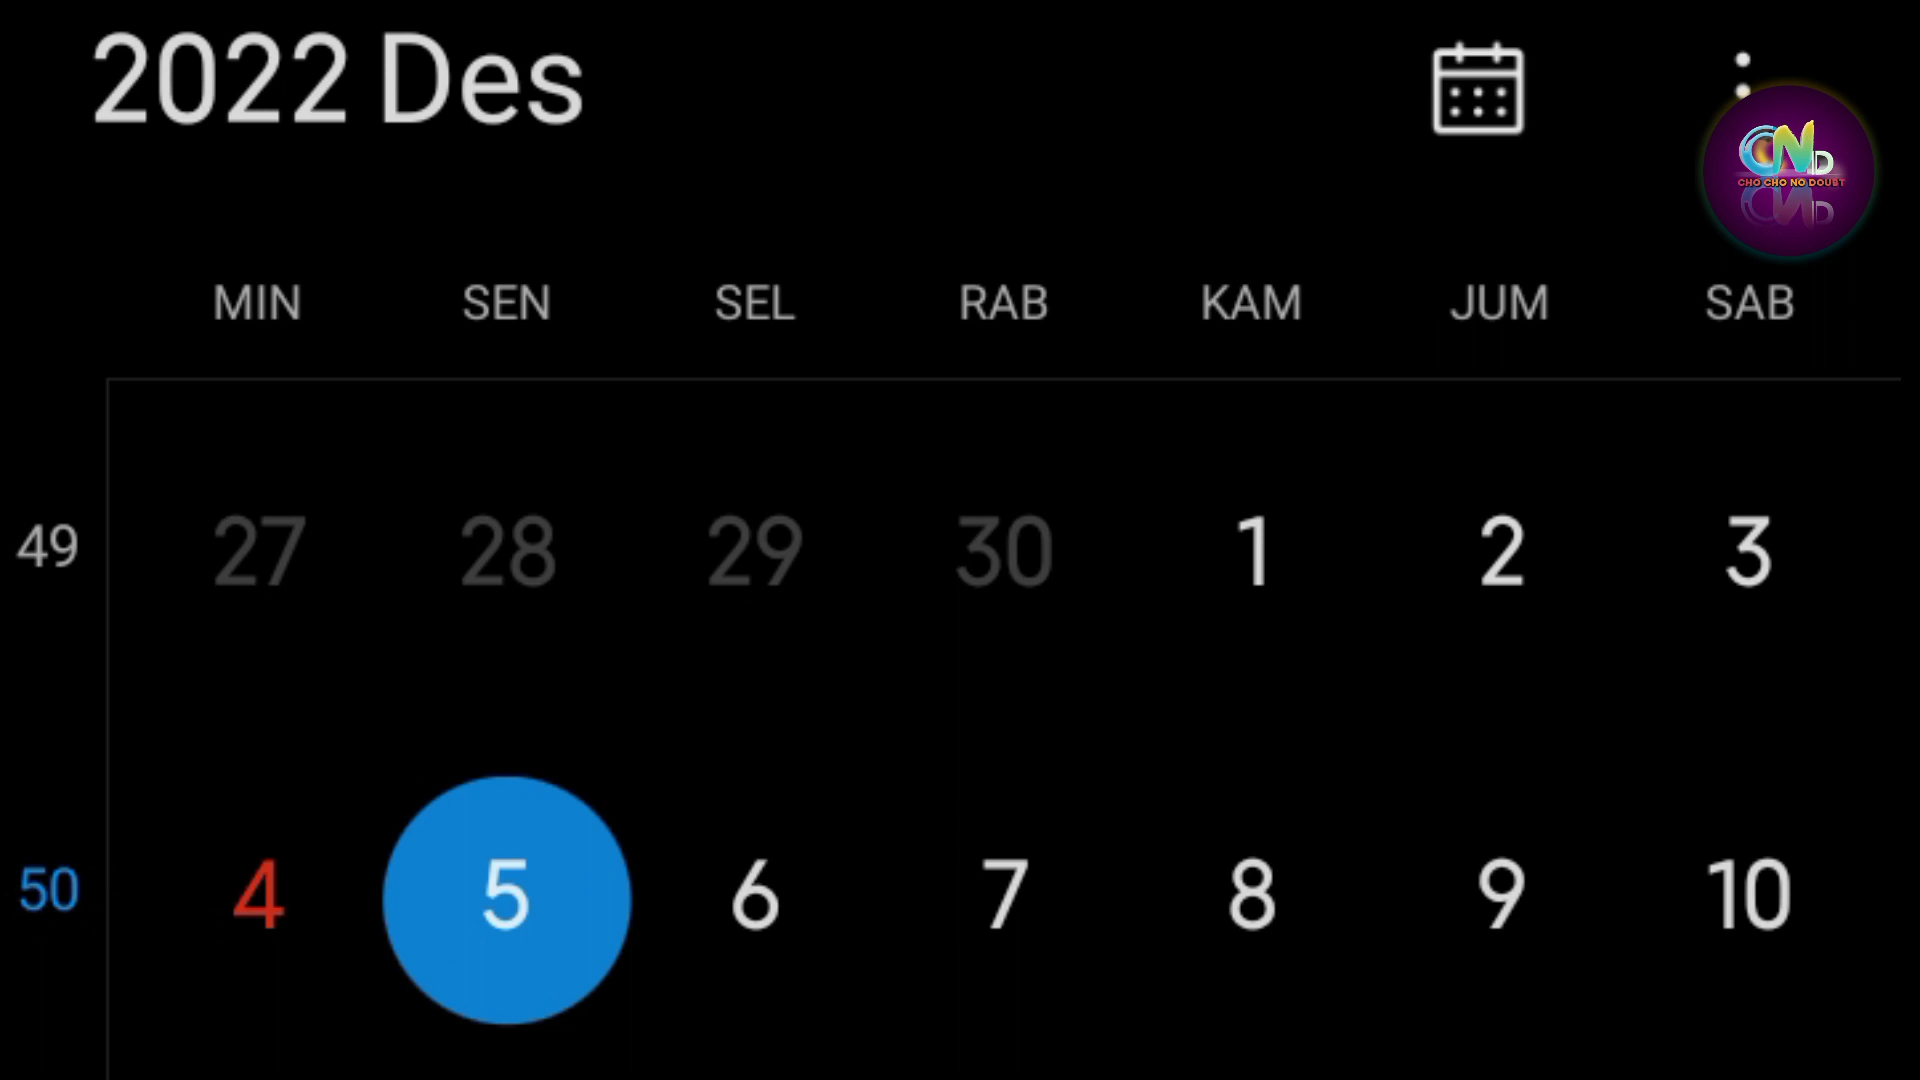 2022 Des
CND
CHO CHO NO DOUBT
MIN SEN SEL RAB KAM JUM SAB
49 27 28 29 30 1 2 3
50 4 5 6 7 8 9 10